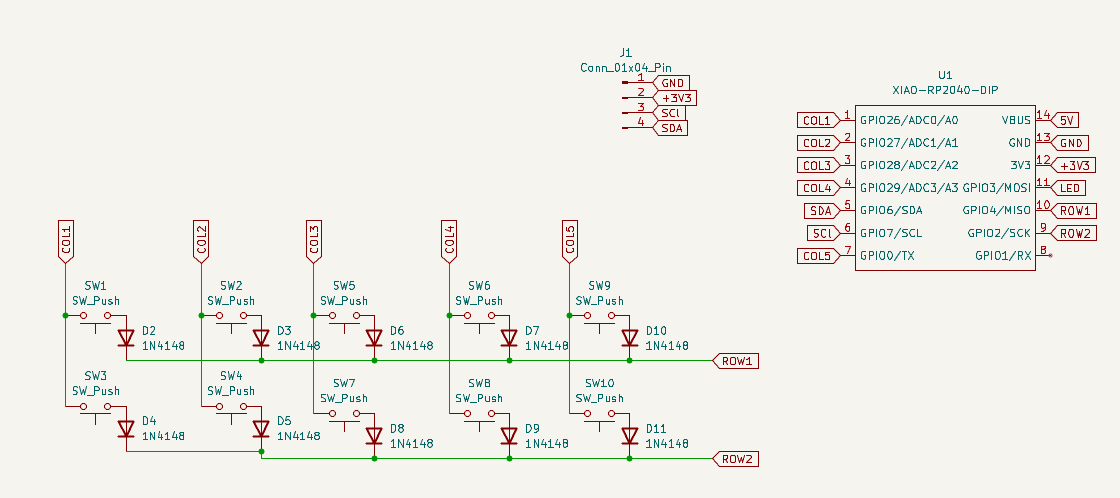 J1
Conn_01x04_Pin
1 GND
2 +3V3
3 SCl
4 SDA
U1
XIAO-RP2040-DIP
COL1 1 GPIO26/ADC0/A0 VBUS 14 5V
COL2 2 GPIO27/ADC1/A1 GND 13 GND
COL3 3 GPIO28/ADC2/A2 3V3 12 +3V3
COL4 4 GPIO29/ADC3/A3 GPIO3/MOSI 11 LED
SDA 5 GPIO6/SDA GPIO4/MISO 10 ROW1
SCl 6 GPIO7/SCL GPIO2/SCK 9 ROW2
COL5 7 GPIO0/TX GPIO1/RX 8
COL1 COL2 COL3 COL4 COL5
SW1 SW2 SW5 SW6 SW9
SW_Push SW_Push SW_Push SW_Push SW_Push
D2 D3 D6 D7 D10
1N4148 1N4148 1N4148 1N4148 1N4148
ROW1
SW3 SW4 SW7 SW8 SW10
SW_Push SW_Push SW_Push SW_Push SW_Push
D4 D5 D8 D9 D11
1N4148 1N4148 1N4148 1N4148 1N4148
ROW2